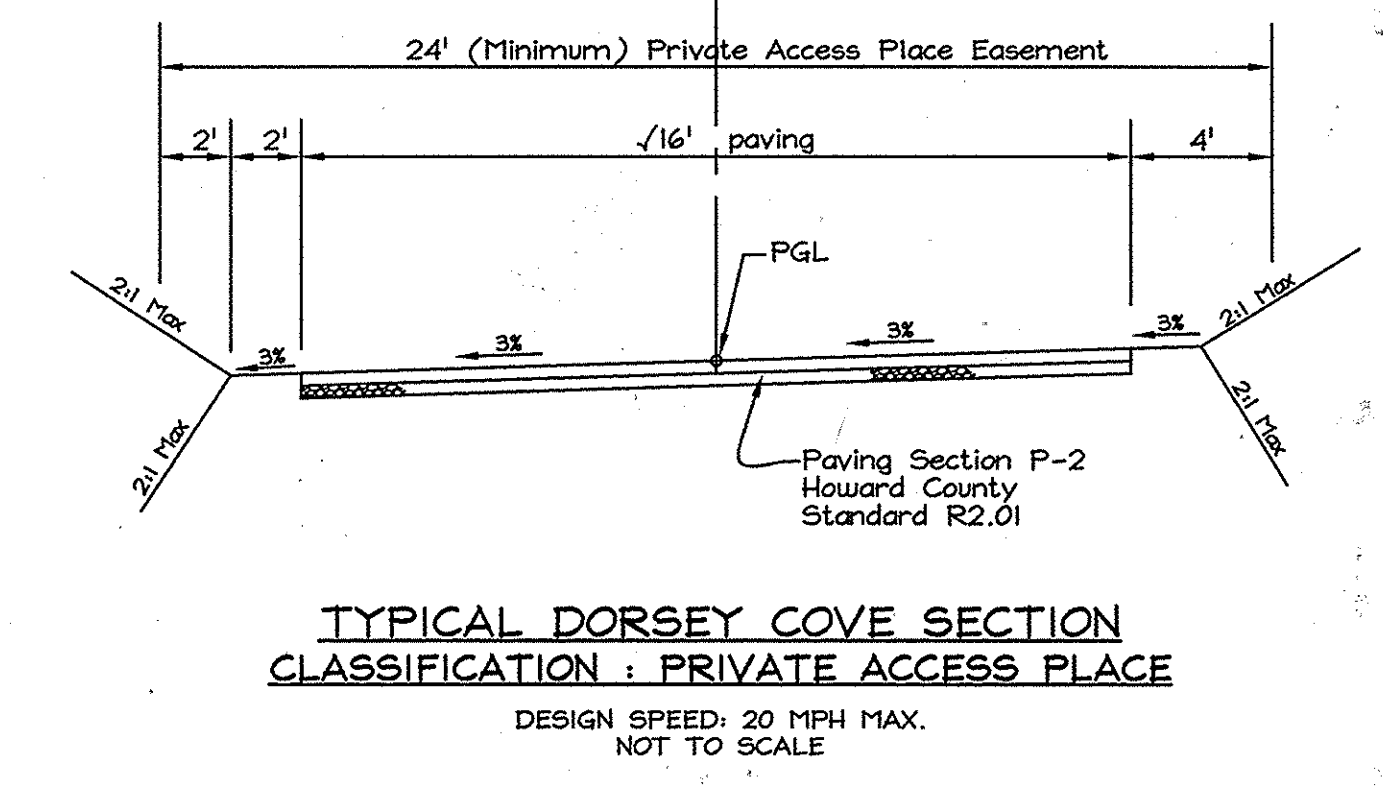 24' (Minimum) Private Access Place Easement
2' 2' √16' paving 4'
PGL
2:1 Max
2:1 Max
3%
3%
3%
3%
2:1 Max
2:1 Max
Paving Section P-2
Howard County
Standard R2.01
TYPICAL DORSEY COVE SECTION
CLASSIFICATION : PRIVATE ACCESS PLACE
DESIGN SPEED: 20 MPH MAX.
NOT TO SCALE